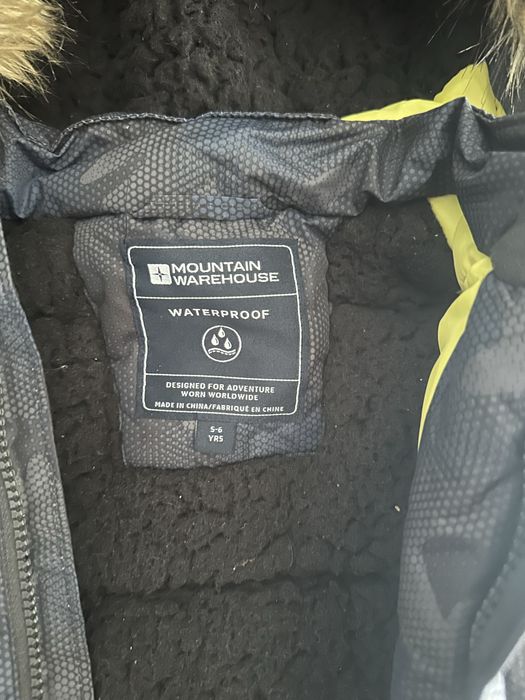 MOUNTAIN
WAREHOUSE
WATERPROOF
DESIGNED FOR ADVENTURE
WORN WORLDWIDE
MADE IN CHINA/FABRIQUÉ EN CHINE
5-6
YRS